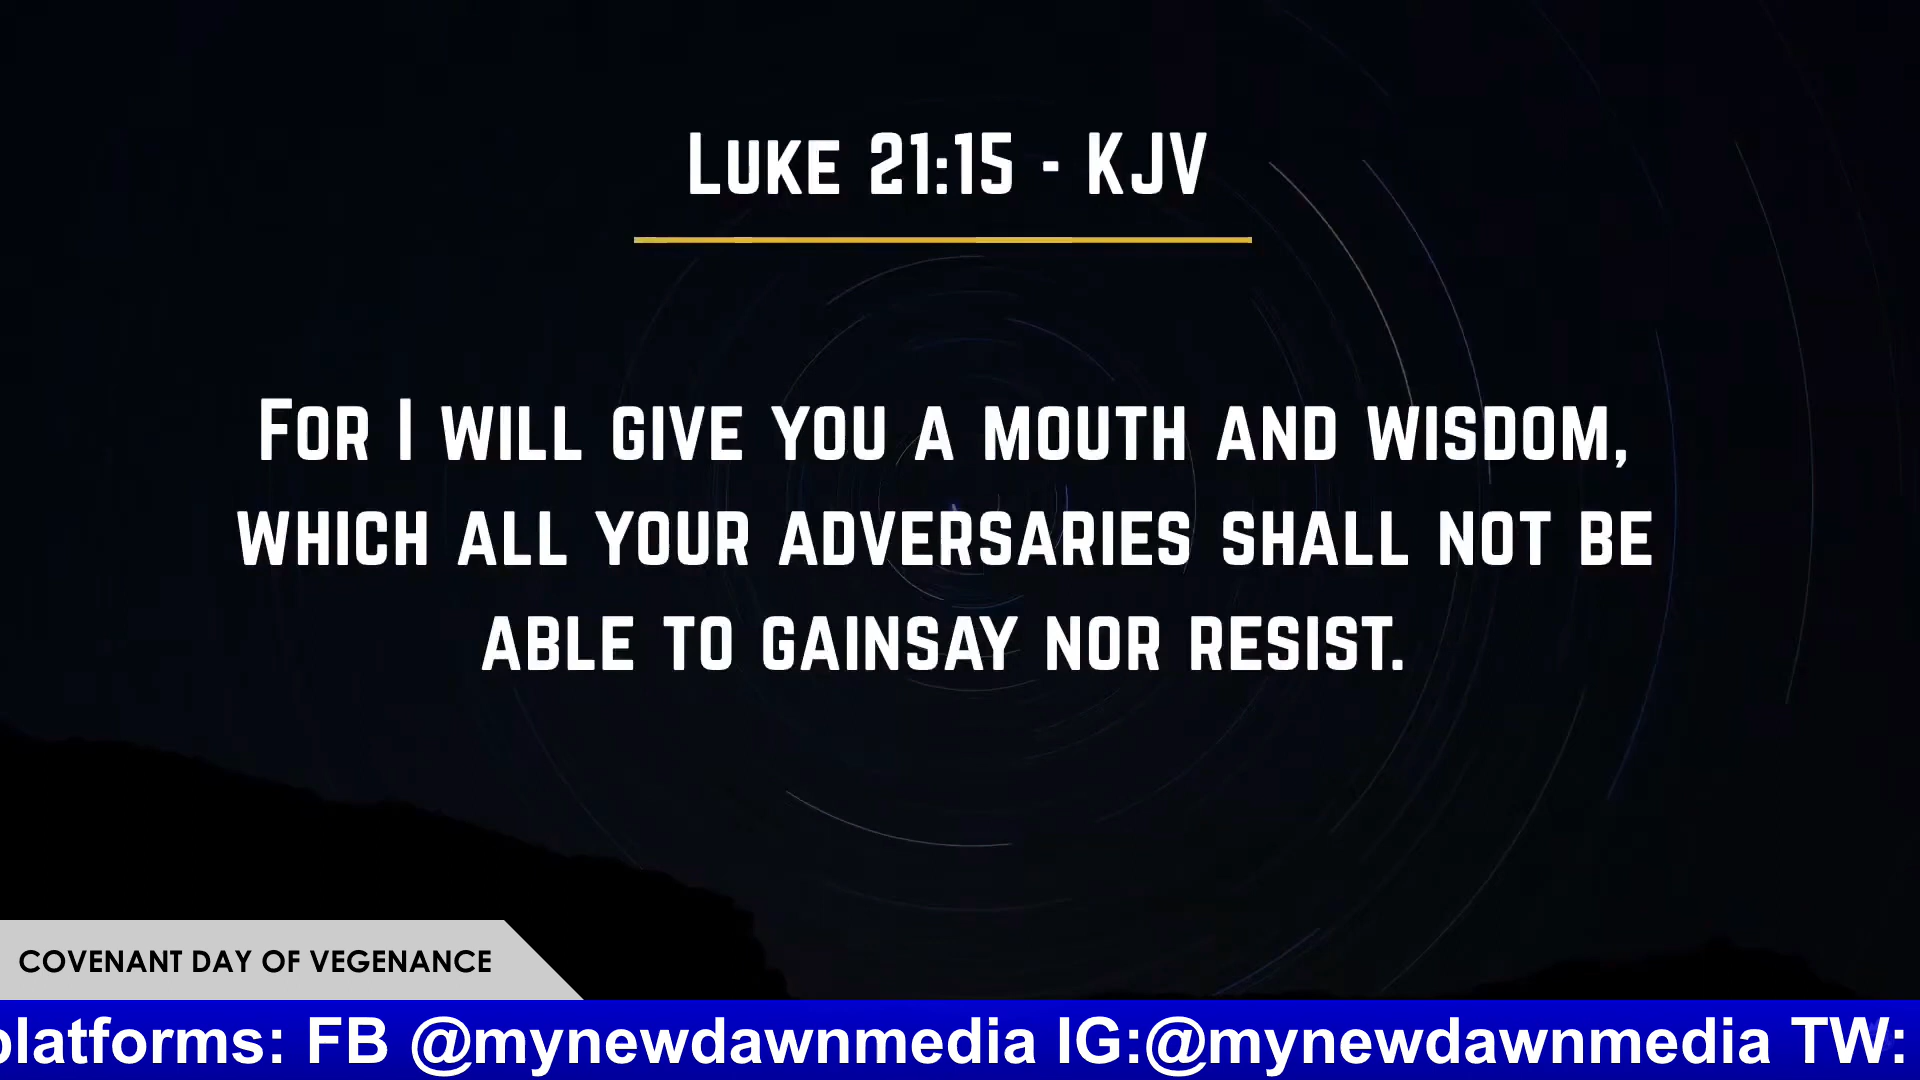 Luke 21:15 - KJV
For I will give you a mouth and wisdom,
which all your adversaries shall not be
able to gainsay nor resist.
COVENANT DAY OF VEGENANCE
platforms: FB @mynewdawnmedia IG:@mynewdawnmedia TW: